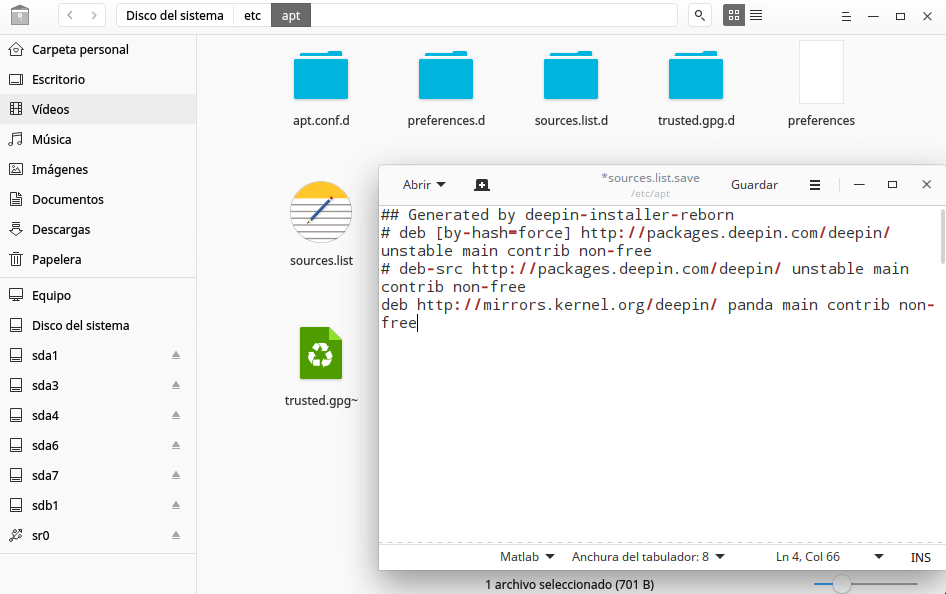 Disco del sistema
etc
apt
Carpeta personal
Escritorio
Vídeos
Música
Imágenes
Documentos
Descargas
Papelera
Equipo
Disco del sistema
sda1
sda3
sda4
sda6
sda7
sdb1
sr0
apt.conf.d
preferences.d
sources.list.d
trusted.gpg.d
preferences
sources.list
trusted.gpg~
Abrir
*sources.list.save
/etc/apt
Guardar
## Generated by deepin-installer-reborn
# deb [by-hash=force] http://packages.deepin.com/deepin/
unstable main contrib non-free
# deb-src http://packages.deepin.com/deepin/ unstable main
contrib non-free
deb http://mirrors.kernel.org/deepin/ panda main contrib non-
free
Matlab
Anchura del tabulador: 8
Ln 4, Col 66
INS
1 archivo seleccionado (701 B)